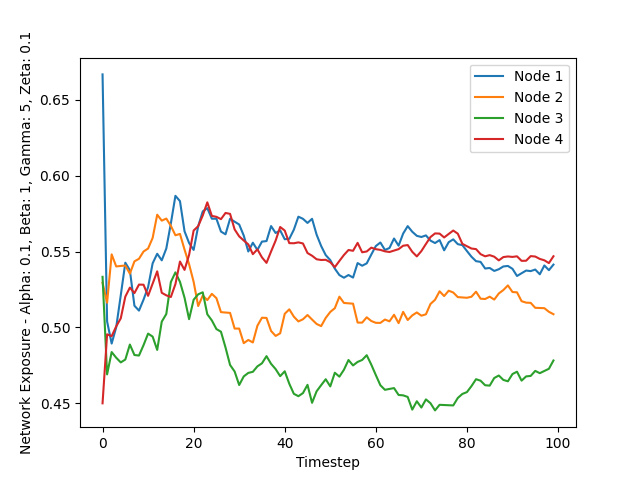 Network Exposure - Alpha: 0.1, Beta: 1, Gamma: 5, Zeta: 0.1
0.65
0.60
0.55
0.50
0.45
Node 1
Node 2
Node 3
Node 4
0
20
40
60
80
100
Timestep